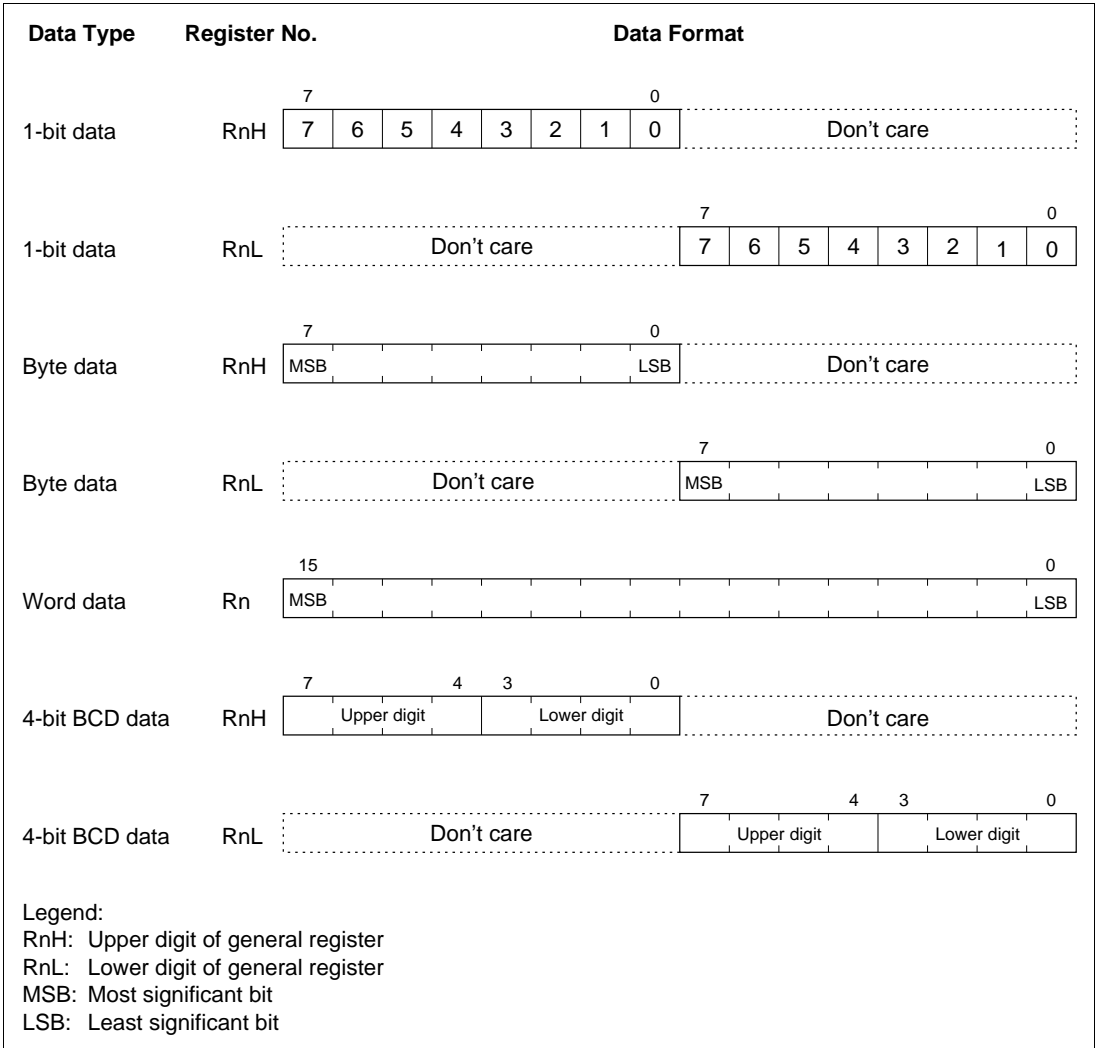 Data Type Register No. Data Format
7 0
1-bit data RnH 7 6 5 4 3 2 1 0 Don't care
7 0
1-bit data RnL Don't care 7 6 5 4 3 2 1 0
7 0
Byte data RnH MSB LSB Don't care
7 0
Byte data RnL Don't care MSB LSB
15 0
Word data Rn MSB LSB
7 4 3 0
4-bit BCD data RnH Upper digit Lower digit Don't care
7 4 3 0
4-bit BCD data RnL Don't care Upper digit Lower digit
Legend:
RnH: Upper digit of general register
RnL: Lower digit of general register
MSB: Most significant bit
LSB: Least significant bit